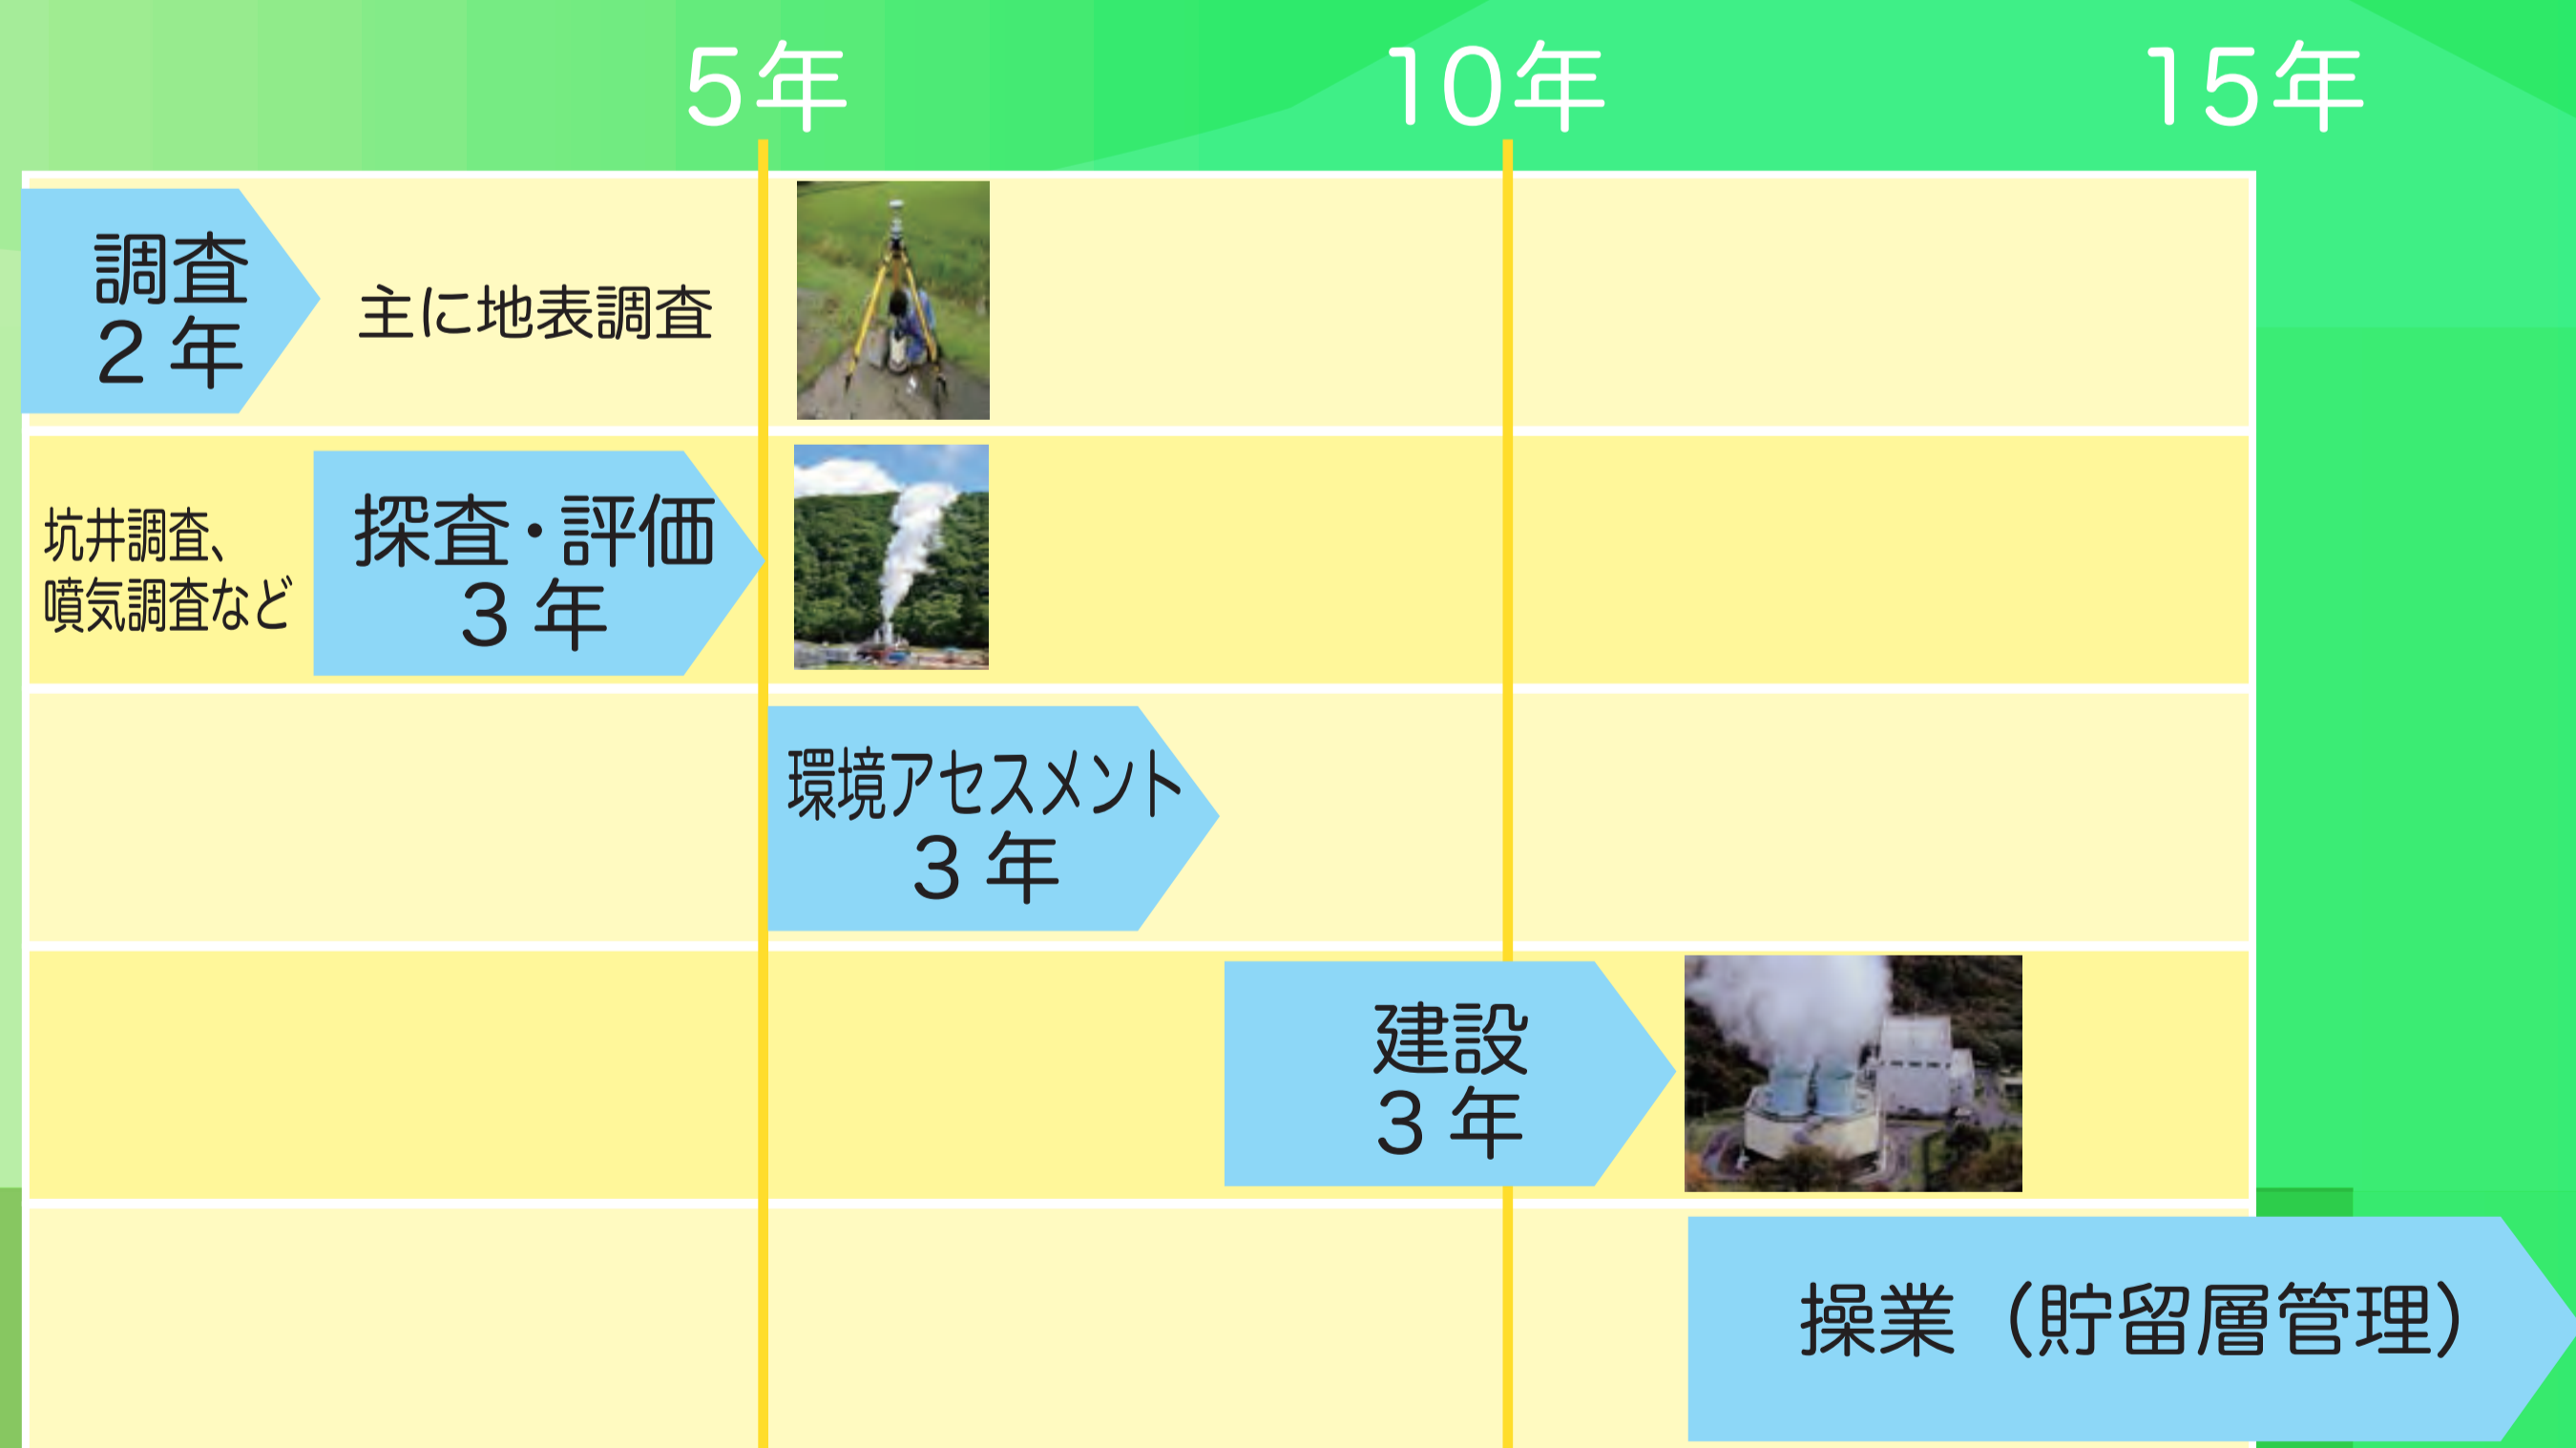 5年
10年
15年
調査
2年
主に地表調査
坑井調査、
噴気調査など
探査・評価
3年
環境アセスメント
3年
建設
3年
操業（貯留層管理）